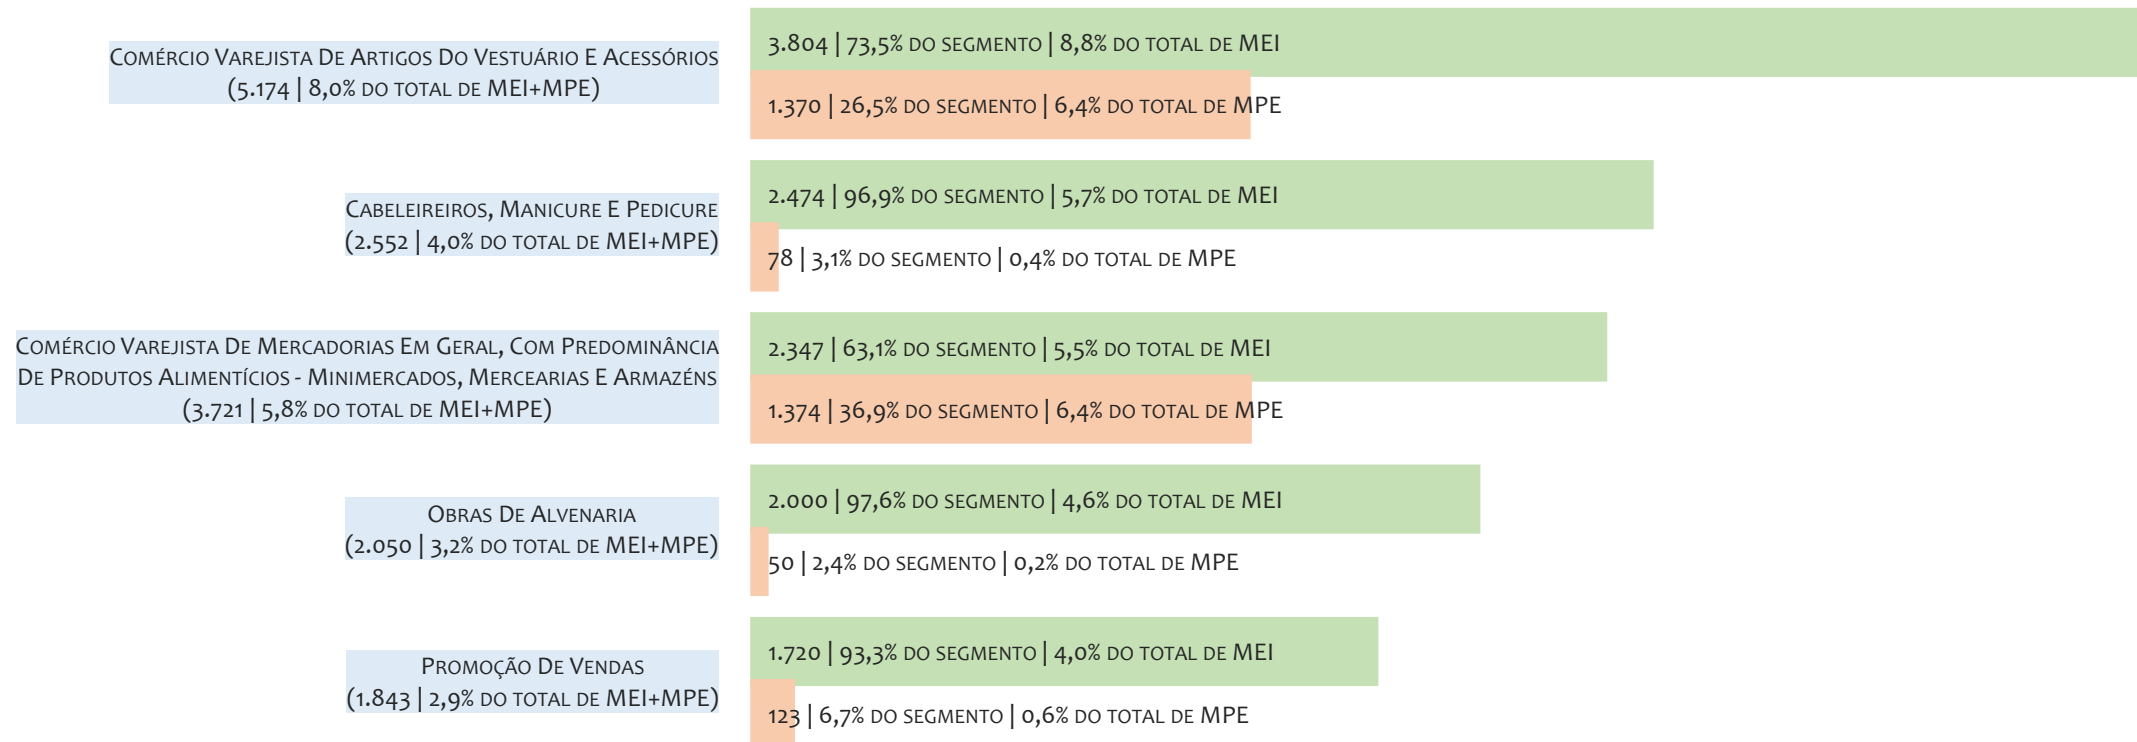 Comércio Varejista De Artigos Do Vestuário E Acessórios
(5.174 | 8,0% do total de MEI+MPE)
3.804 | 73,5% do segmento | 8,8% do total de MEI
1.370 | 26,5% do segmento | 6,4% do total de MPE
Cabeleireiros, Manicure E Pedicure
(2.552 | 4,0% do total de MEI+MPE)
2.474 | 96,9% do segmento | 5,7% do total de MEI
78 | 3,1% do segmento | 0,4% do total de MPE
Comércio Varejista De Mercadorias Em Geral, Com Predominância
De Produtos Alimentícios - Minimercados, Mercearias E Armazéns
(3.721 | 5,8% do total de MEI+MPE)
2.347 | 63,1% do segmento | 5,5% do total de MEI
1.374 | 36,9% do segmento | 6,4% do total de MPE
Obras De Alvenaria
(2.050 | 3,2% do total de MEI+MPE)
2.000 | 97,6% do segmento | 4,6% do total de MEI
50 | 2,4% do segmento | 0,2% do total de MPE
Promoção De Vendas
(1.843 | 2,9% do total de MEI+MPE)
1.720 | 93,3% do segmento | 4,0% do total de MEI
123 | 6,7% do segmento | 0,6% do total de MPE